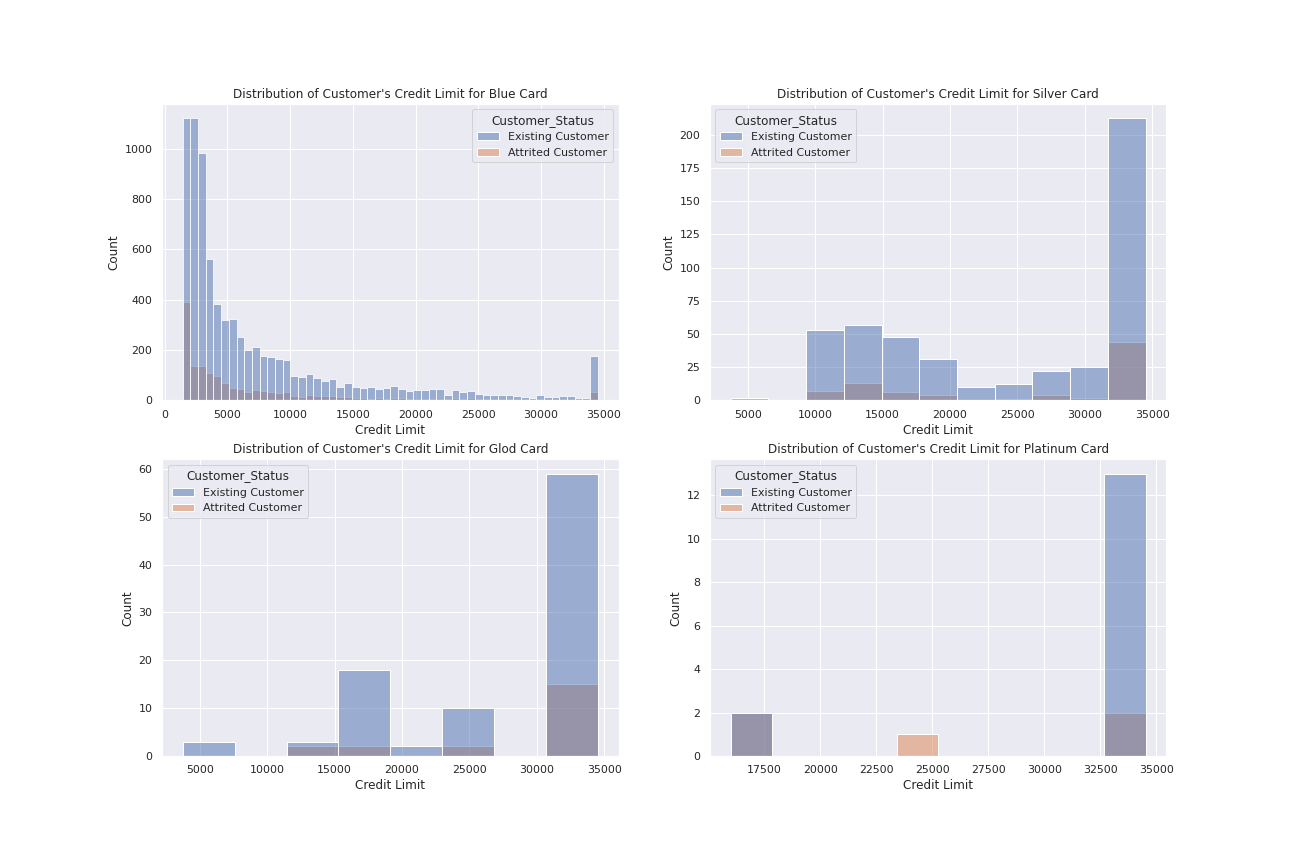 Distribution of Customer's Credit Limit for Blue Card
Customer_Status
Existing Customer
Attrited Customer
1000
800
600
400
200
0
Count
0 5000 10000 15000 20000 25000 30000 35000
Credit Limit
Distribution of Customer's Credit Limit for Silver Card
Customer_Status
Existing Customer
Attrited Customer
200
175
150
125
100
75
50
25
0
Count
5000 10000 15000 20000 25000 30000 35000
Credit Limit
Distribution of Customer's Credit Limit for Glod Card
Customer_Status
Existing Customer
Attrited Customer
60
50
40
30
20
10
0
Count
5000 10000 15000 20000 25000 30000 35000
Credit Limit
Distribution of Customer's Credit Limit for Platinum Card
Customer_Status
Existing Customer
Attrited Customer
12
10
8
6
4
2
0
Count
17500 20000 22500 25000 27500 30000 32500 35000
Credit Limit